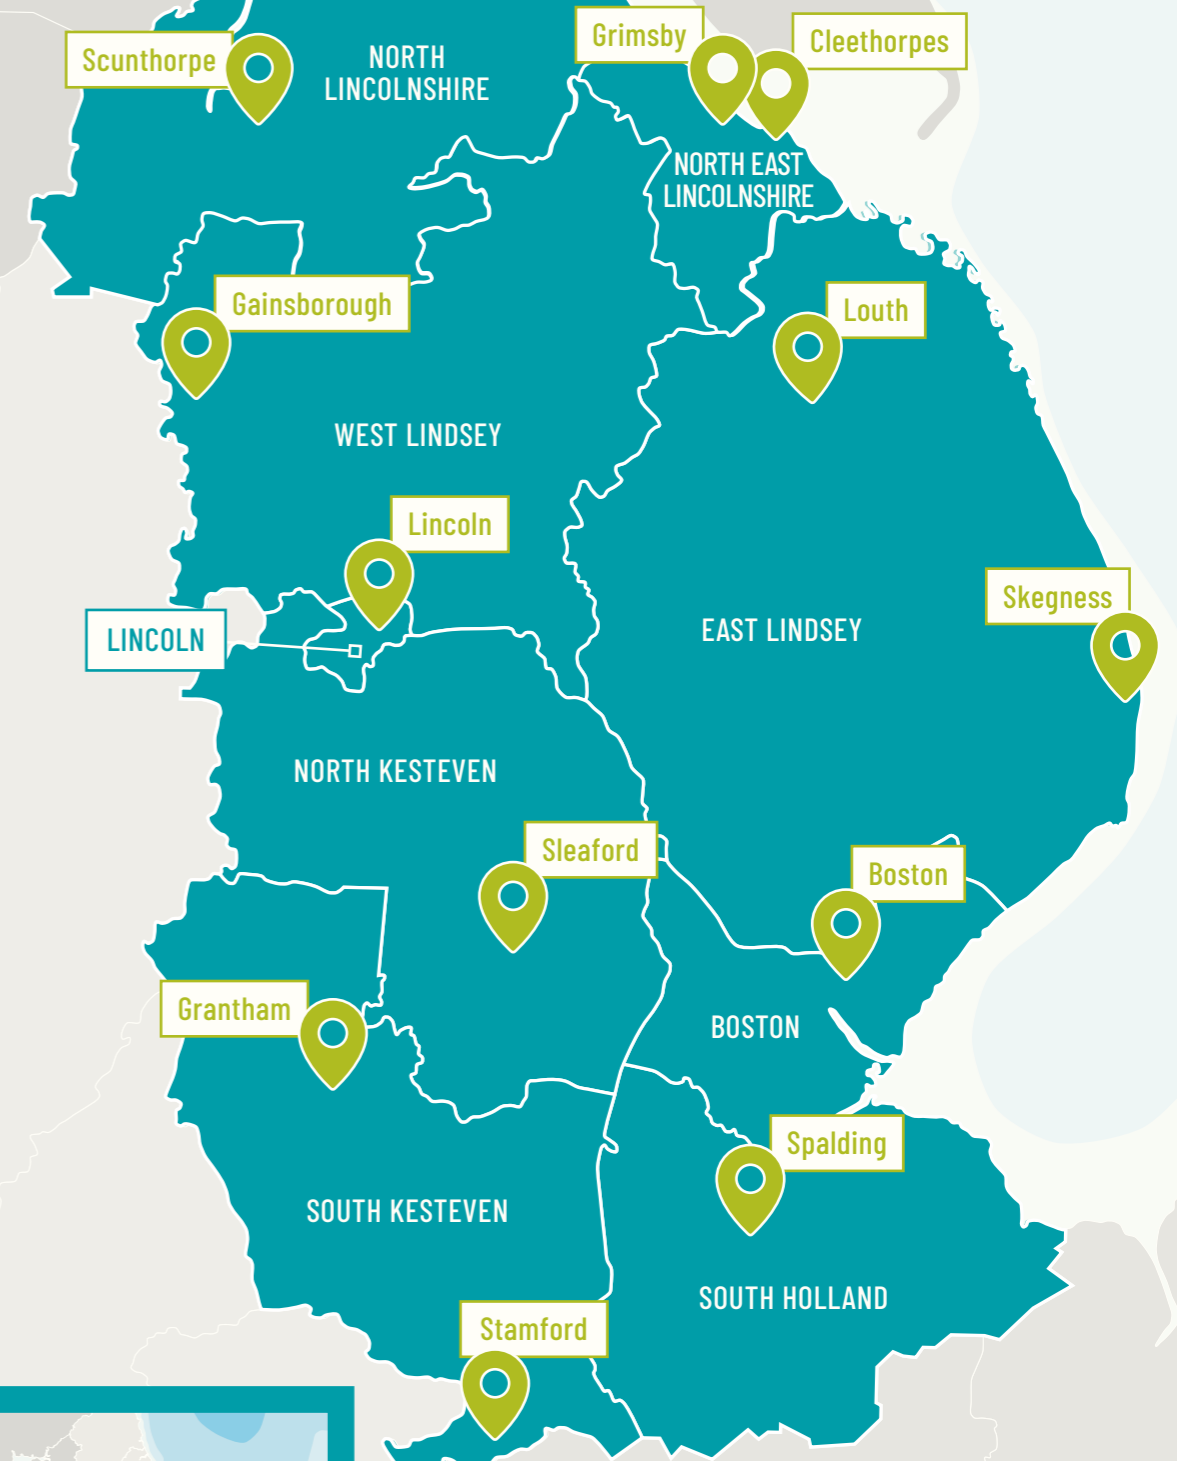 Grimsby
Cleethorpes
Scunthorpe
NORTH
LINCOLNSHIRE
NORTH EAST
LINCOLNSHIRE
Gainsborough
Louth
WEST LINDSEY
Lincoln
Skegness
EAST LINDSEY
LINCOLN
NORTH KESTEVEN
Sleaford
Boston
Grantham
BOSTON
Spalding
SOUTH KESTEVEN
SOUTH HOLLAND
Stamford